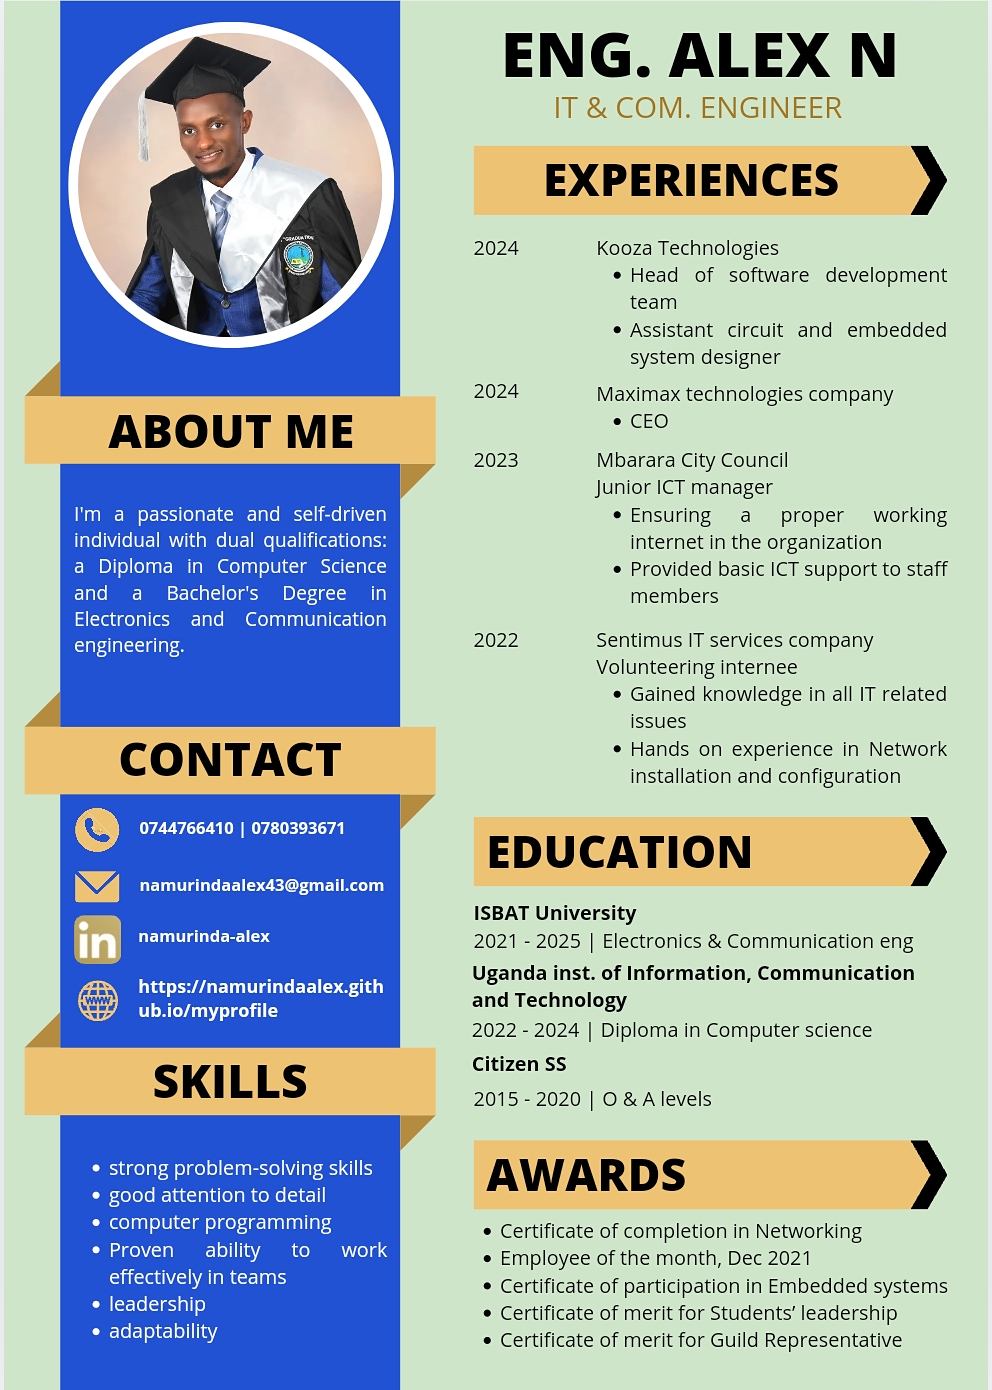 ENG. ALEX N
IT & COM. ENGINEER
ABOUT ME
I'm a passionate and self-driven
individual with dual qualifications:
a Diploma in Computer Science
and a Bachelor's Degree in
Electronics and Communication
engineering.
CONTACT
0744766410 | 0780393671
namurindaalex43@gmail.com
in
namurinda-alex
www
https://namurindaalex.gith
ub.io/myprofile
SKILLS
• strong problem-solving skills
• good attention to detail
• computer programming
• Proven ability to work
effectively in teams
• leadership
• adaptability
EXPERIENCES
2024 Kooza Technologies
• Head of software development
team
• Assistant circuit and embedded
system designer
2024 Maximax technologies company
• CEO
2023 Mbarara City Council
Junior ICT manager
• Ensuring a proper working
internet in the organization
• Provided basic ICT support to staff
members
2022 Sentimus IT services company
Volunteering internee
• Gained knowledge in all IT related
issues
• Hands on experience in Network
installation and configuration
EDUCATION
ISBAT University
2021 - 2025 | Electronics & Communication eng
Uganda inst. of Information, Communication
and Technology
2022 - 2024 | Diploma in Computer science
Citizen SS
2015 - 2020 | O & A levels
AWARDS
• Certificate of completion in Networking
• Employee of the month, Dec 2021
• Certificate of participation in Embedded systems
• Certificate of merit for Students’ leadership
• Certificate of merit for Guild Representative